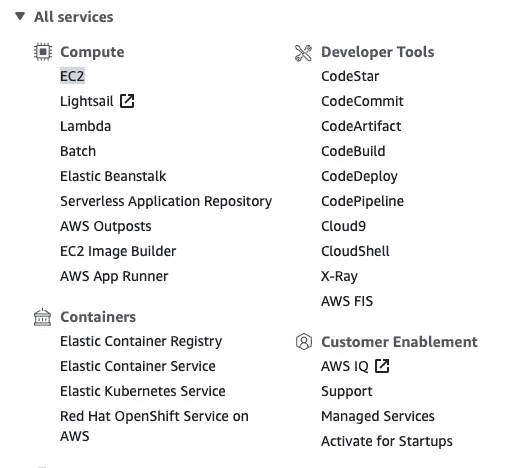 All services
Compute
EC2
Lightsail
Lambda
Batch
Elastic Beanstalk
Serverless Application Repository
AWS Outposts
EC2 Image Builder
AWS App Runner
Containers
Elastic Container Registry
Elastic Container Service
Elastic Kubernetes Service
Red Hat OpenShift Service on
AWS
Developer Tools
CodeStar
CodeCommit
CodeArtifact
CodeBuild
CodeDeploy
CodePipeline
Cloud9
CloudShell
X-Ray
AWS FIS
Customer Enablement
AWS IQ
Support
Managed Services
Activate for Startups